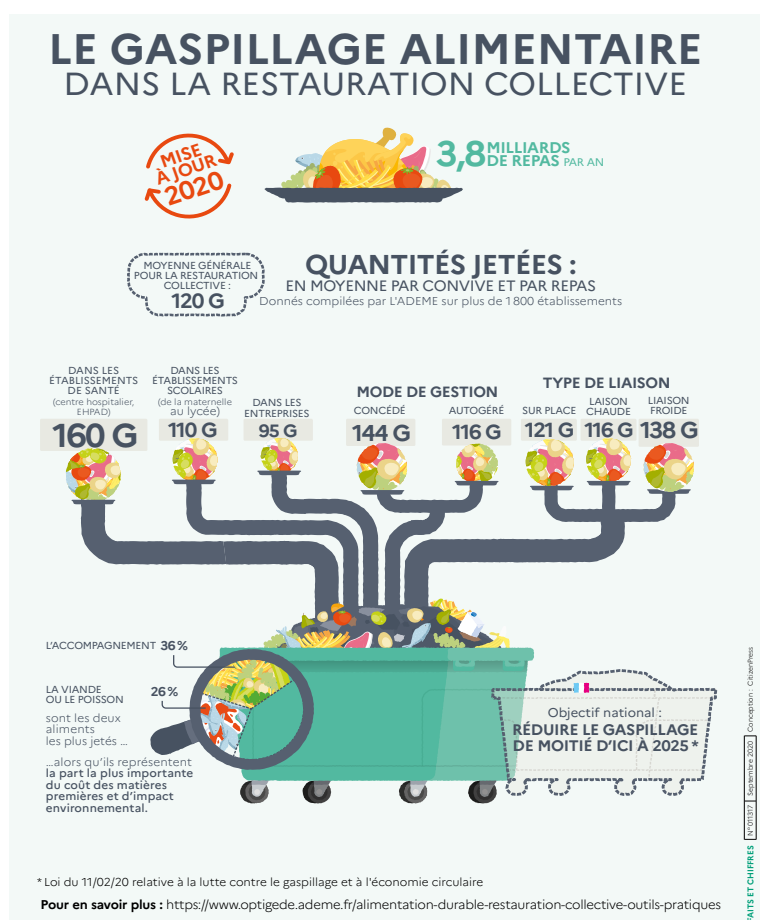 LE GASPILLAGE ALIMENTAIRE
DANS LA RESTAURATION COLLECTIVE
MISE
À JOUR
2020
3,8 MILLIARDS
DE REPAS PAR AN
MOYENNE GÉNÉRALE
POUR LA RESTAURATION
COLLECTIVE :
120 G
QUANTITÉS JETÉES :
EN MOYENNE PAR CONVIVE ET PAR REPAS
Donnés compilées par L'ADEME sur plus de 1 800 établissements
DANS LES
ÉTABLISSEMENTS
DE SANTÉ
(centre hospitalier,
EHPAD)
160 G
DANS LES
ÉTABLISSEMENTS
SCOLAIRES
(de la maternelle
au lycée)
110 G
DANS LES
ENTREPRISES
95 G
MODE DE GESTION
CONCÉDÉ
144 G
AUTOGÉRÉ
116 G
TYPE DE LIAISON
SUR PLACE
121 G
LAISON
CHAUDE
116 G
LIAISON
FROIDE
138 G
L'ACCOMPAGNEMENT 36 %
LA VIANDE
OU LE POISSON
26 %
sont les deux
aliments
les plus jetés ...
...alors qu'ils représentent
la part la plus importante
du coût des matières
premières et d'impact
environnemental.
Objectif national :
RÉDUIRE LE GASPILLAGE
DE MOITIÉ D'ICI À 2025 *
* Loi du 11/02/20 relative à la lutte contre le gaspillage et à l'économie circulaire
Pour en savoir plus : https://www.optigede.ademe.fr/alimentation-durable-restauration-collective-outils-pratiques
FAITS ET CHIFFRES N° 011317 Septembre 2020 Conception : CitizenPress